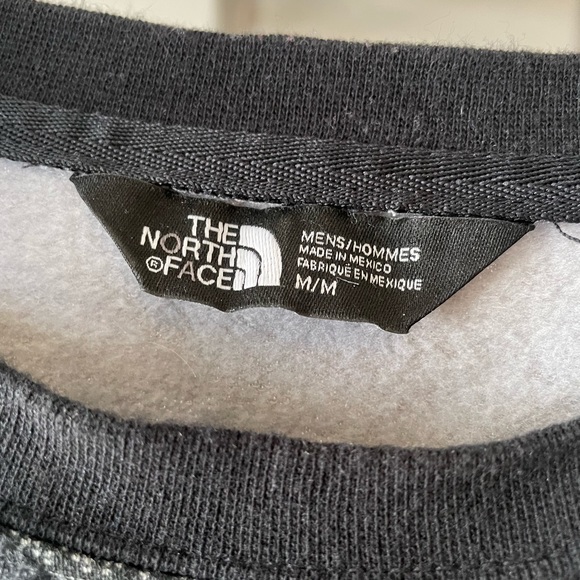 THE
NORTH
®FACE
MENS/HOMMES
MADE IN MEXICO
FABRIQUÉ EN MEXIQUE
M/M